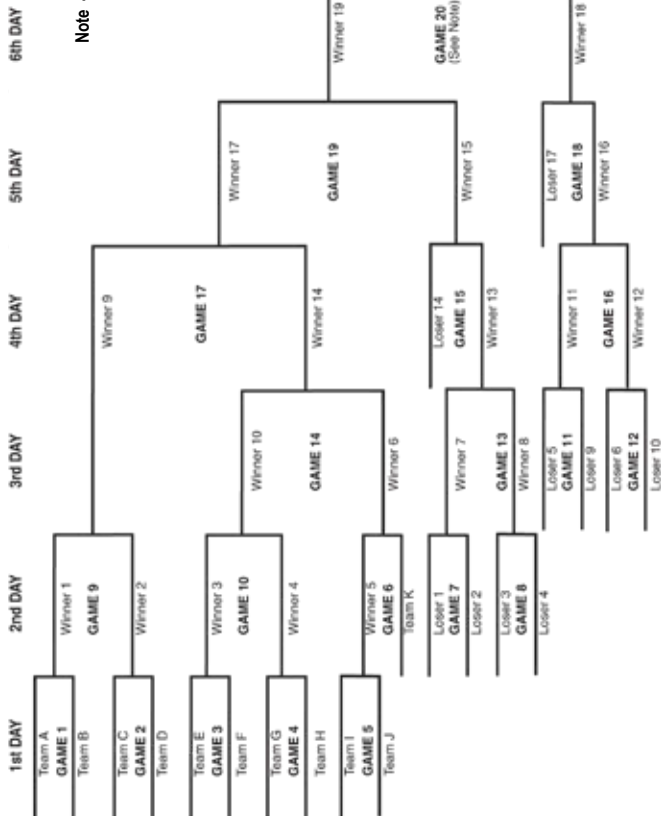 1st DAY
2nd DAY
3rd DAY
4th DAY
5th DAY
6th DAY
Note
Team A
GAME 1
Team B
Team C
GAME 2
Team D
Team E
GAME 3
Team F
Team G
GAME 4
Team H
Team I
GAME 5
Team J
Winner 1
GAME 9
Winner 2
Winner 3
GAME 10
Winner 4
Winner 5
GAME 6
Team K
Loser 1
GAME 7
Loser 2
Loser 3
GAME 8
Loser 4
Winner 10
GAME 14
Winner 6
Winner 7
GAME 13
Winner 8
Loser 5
GAME 11
Loser 9
Loser 6
GAME 12
Loser 10
Winner 9
GAME 17
Winner 14
Loser 14
GAME 15
Winner 13
Winner 11
GAME 16
Winner 12
Winner 17
GAME 19
Winner 15
Loser 17
GAME 18
Winner 16
Winner 19
GAME 20
(See Note)
Winner 18